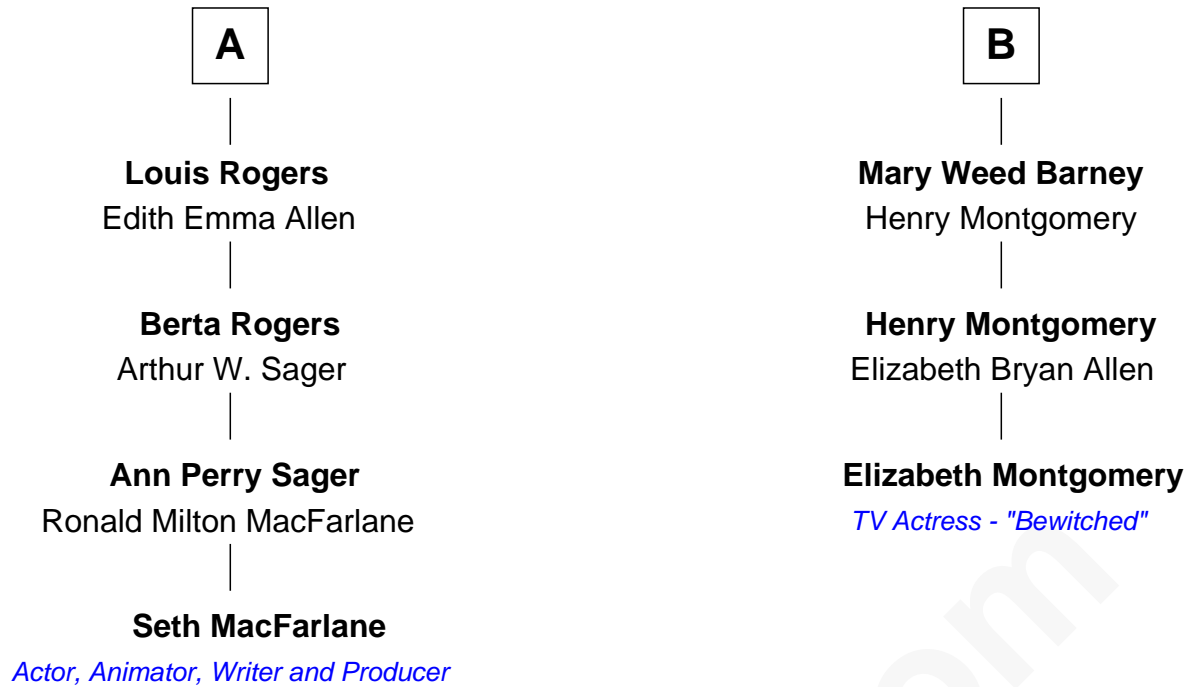 A
Louis Rogers
Edith Emma Allen
Berta Rogers
Arthur W. Sager
Ann Perry Sager
Ronald Milton MacFarlane
Seth MacFarlane
Actor, Animator, Writer and Producer
B
Mary Weed Barney
Henry Montgomery
Henry Montgomery
Elizabeth Bryan Allen
Elizabeth Montgomery
TV Actress - "Bewitched"
om